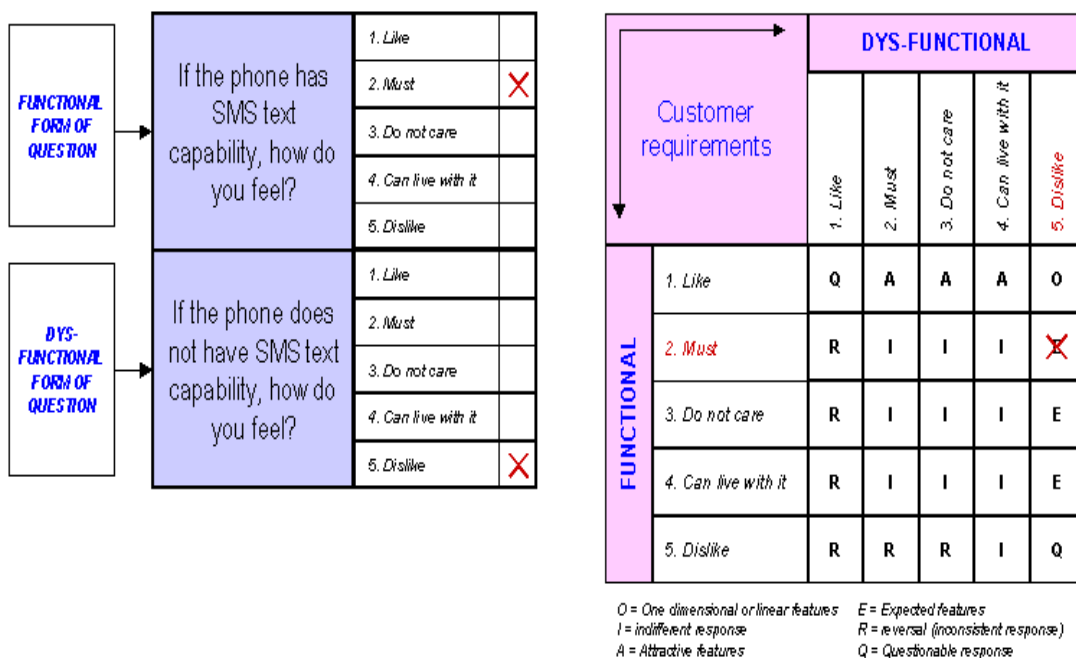 FUNCTIONAL
FORM OF
QUESTION
If the phone has
SMS text
capability, how do
you feel?
1. Like
2. Must
X
3. Do not care
4. Can live with it
5. Dislike
DYS-
FUNCTIONAL
FORM OF
QUESTION
If the phone does
not have SMS text
capability, how do
you feel?
1. Like
2. Must
3. Do not care
4. Can live with it
5. Dislike
X
Customer
requirements
DYS-FUNCTIONAL
1. Like
2. Must
3. Do not care
4. Can live with it
5. Dislike
FUNCTIONAL
1. Like Q A A A O
2. Must R I I I E
3. Do not care R I I I E
4. Can live with it R I I I E
5. Dislike R R R I Q
O = One dimensional or linear features E = Expected features
I = indifferent response R = reversal (inconsistent response)
A = Attractive features Q = Questionable response